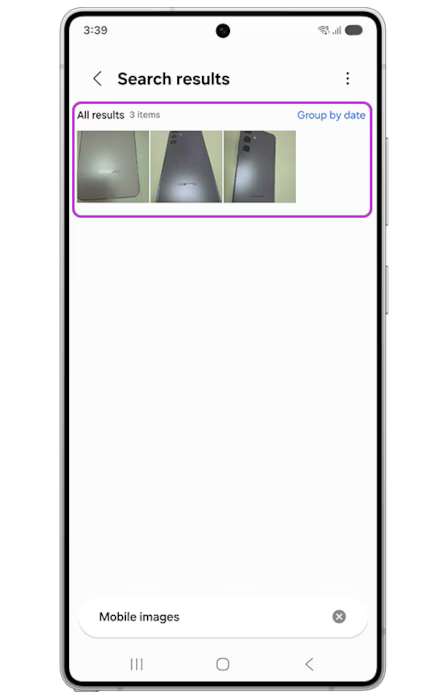 3:39
Search results
All results 3 items Group by date
Mobile images